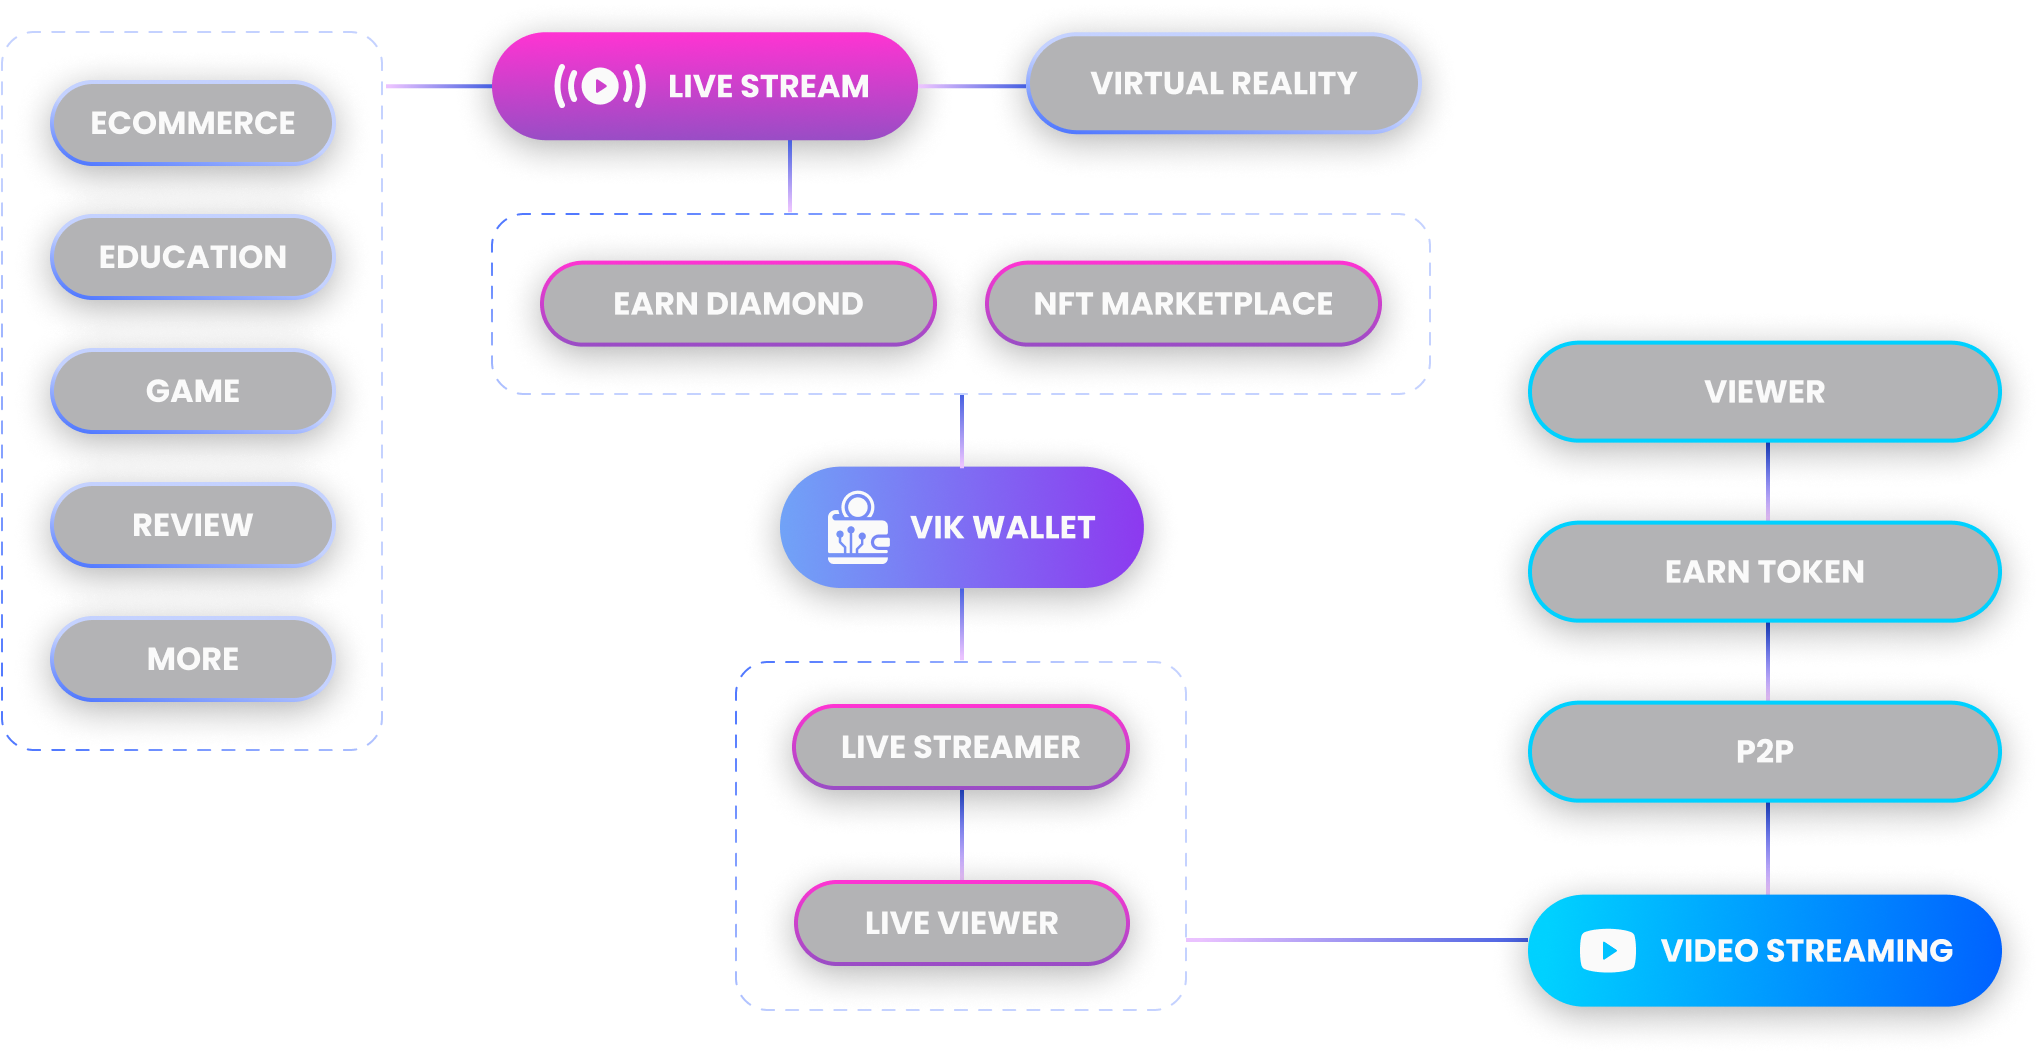 LIVE STREAM
VIRTUAL REALITY
ECOMMERCE
EDUCATION
GAME
REVIEW
MORE
EARN DIAMOND
NFT MARKETPLACE
VIK WALLET
LIVE STREAMER
LIVE VIEWER
VIEWER
EARN TOKEN
P2P
VIDEO STREAMING